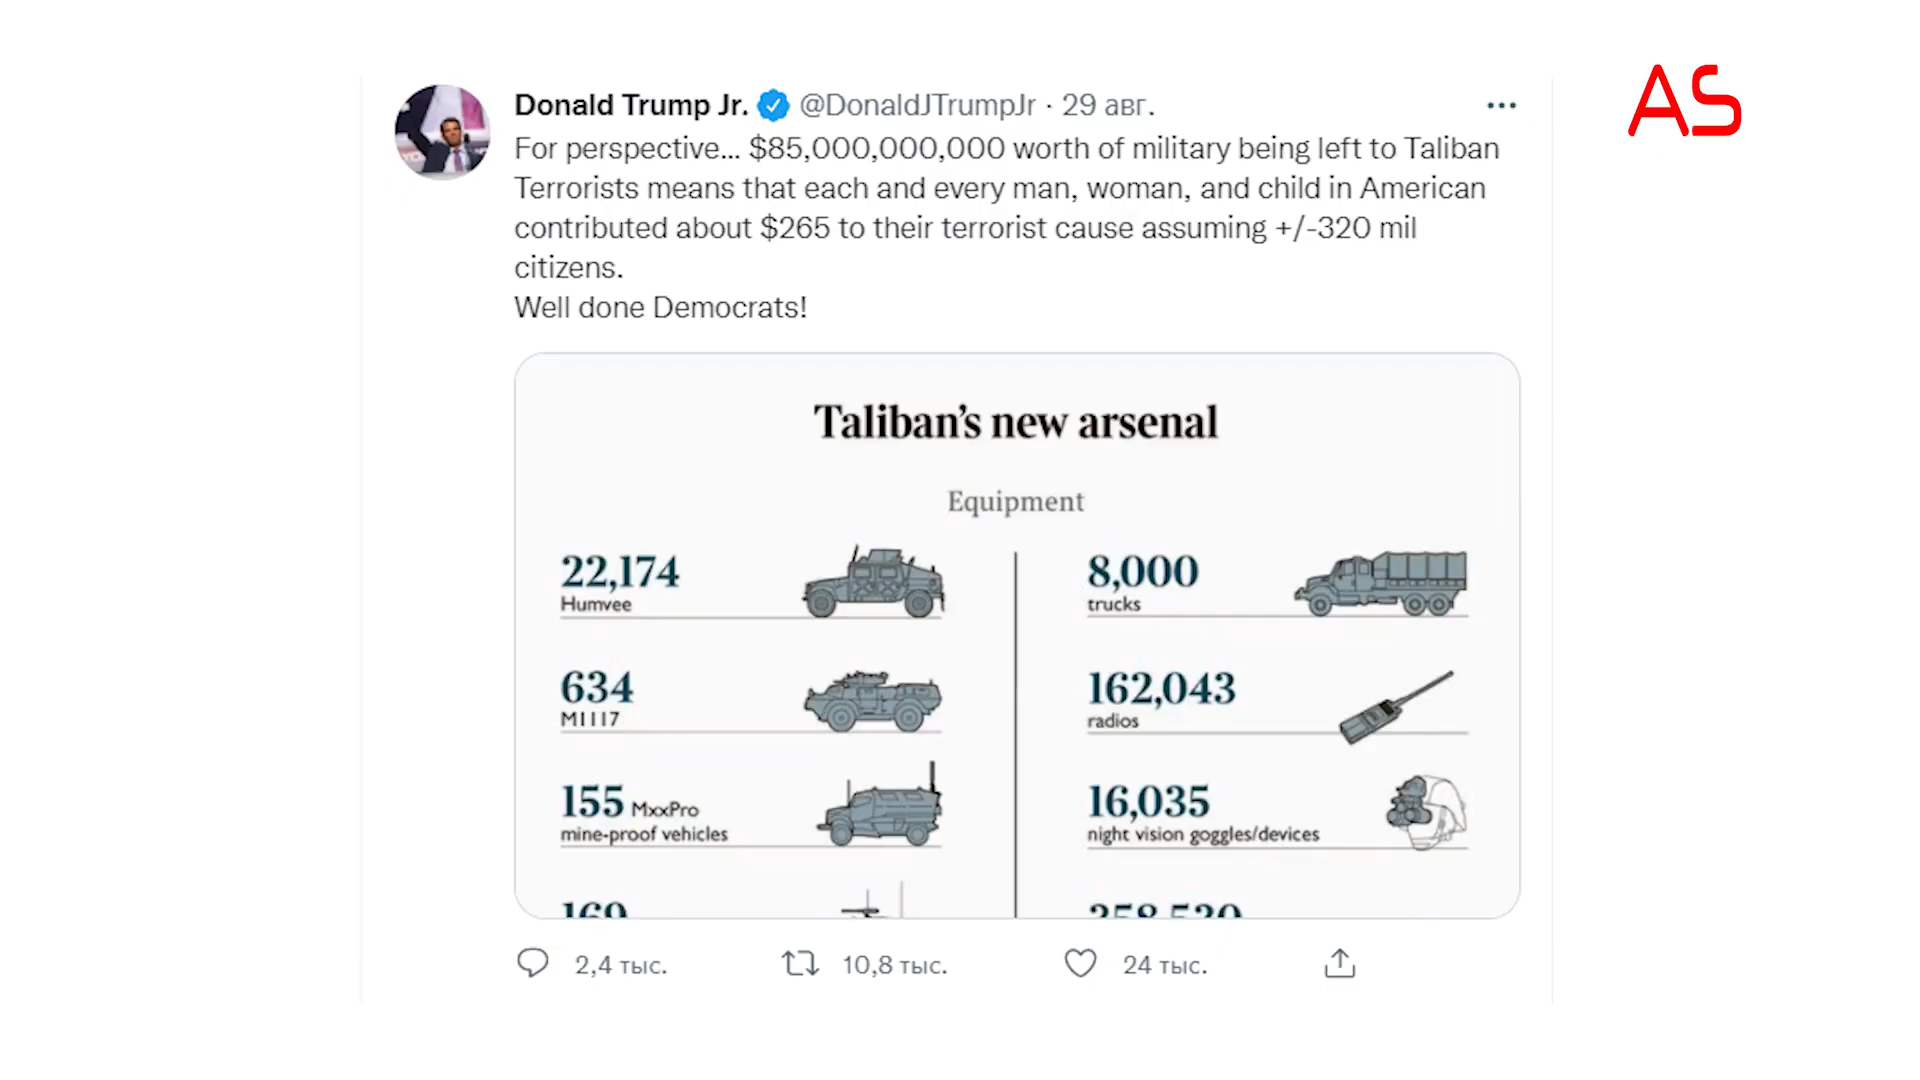 AS
Donald Trump Jr. @DonaldJTrumpJr · 29 авг.
For perspective... $85,000,000,000 worth of military being left to Taliban
Terrorists means that each and every man, woman, and child in American
contributed about $265 to their terrorist cause assuming +/-320 mil
citizens.
Well done Democrats!
Taliban's new arsenal
Equipment
22,174
Humvee
8,000
trucks
634
M1117
162,043
radios
155 MxxPro
mine-proof vehicles
16,035
night vision goggles/devices
169
358,530
2,4 тыс.
10,8 тыс.
24 тыс.